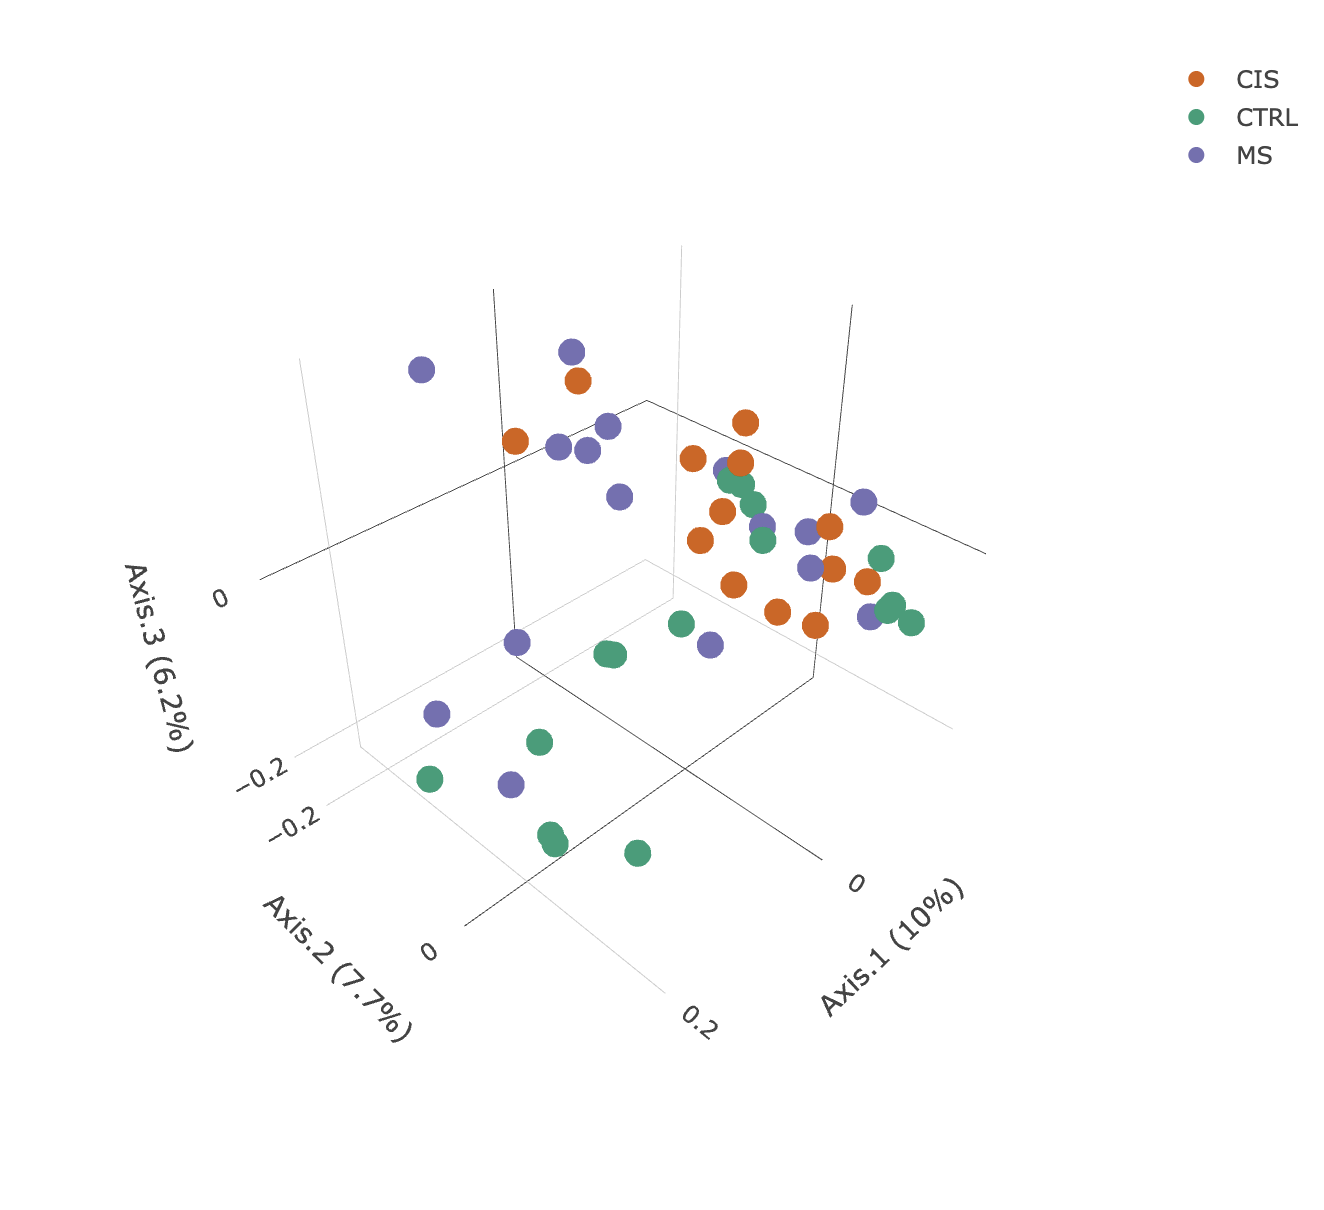 CIS
CTRL
MS
0
Axis.3 (6.2%)
−0.2
−0.2
0
Axis.2 (7.7%)
0
Axis.1 (10%)
0.2